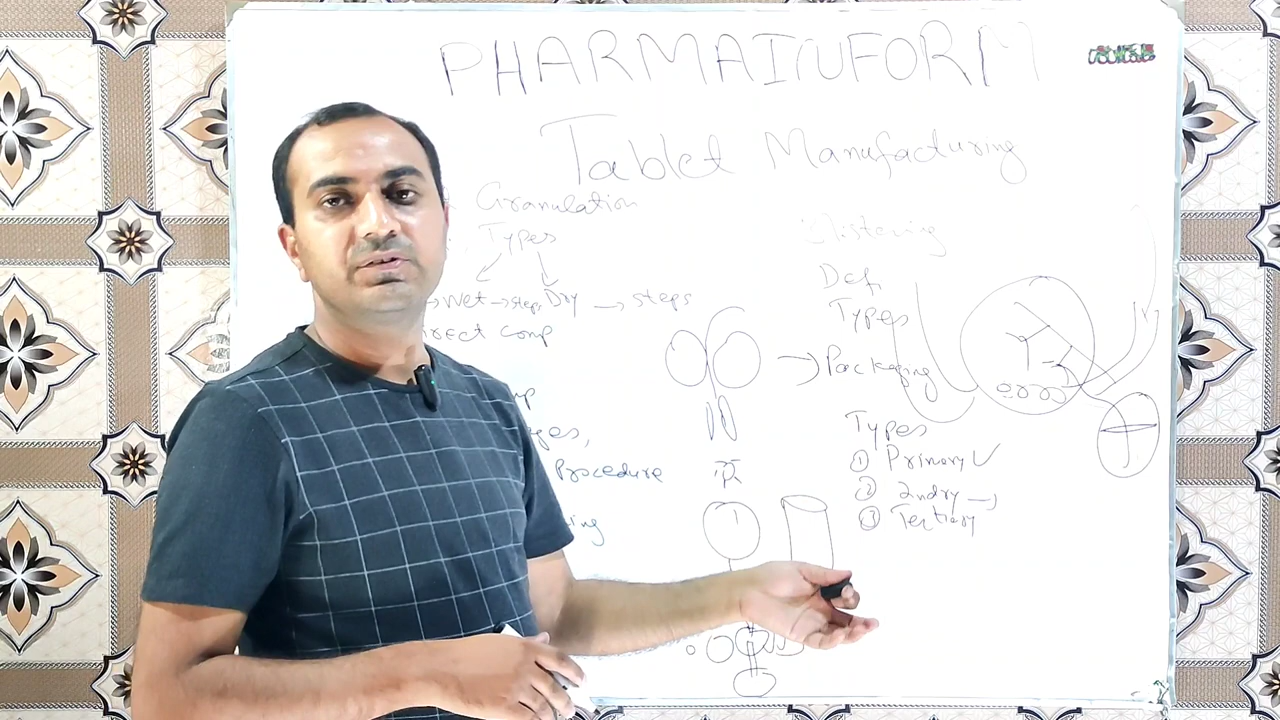 PHARMAINFORM
Tablet Manufacturing
Granulation
Types
→ Wet → steps Dry → steps
rect comp
Procedure
Def,
Types
→ Packaging
Types
① Primary ✓
② 2ndry →
③ Tertiary